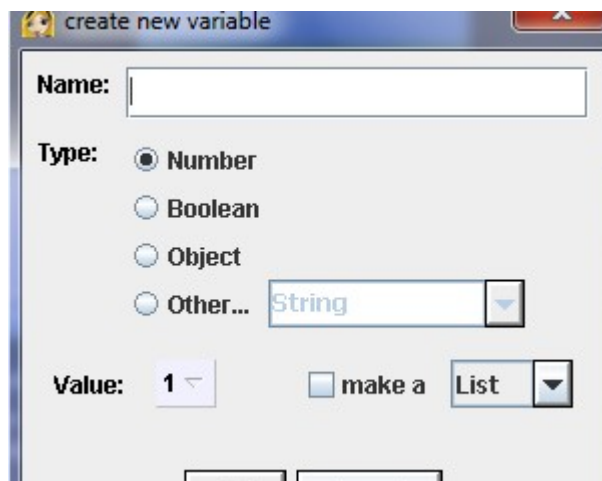 create new variable
Name:
Type:
Number
Boolean
Object
Other... String
Value: 1 make a List